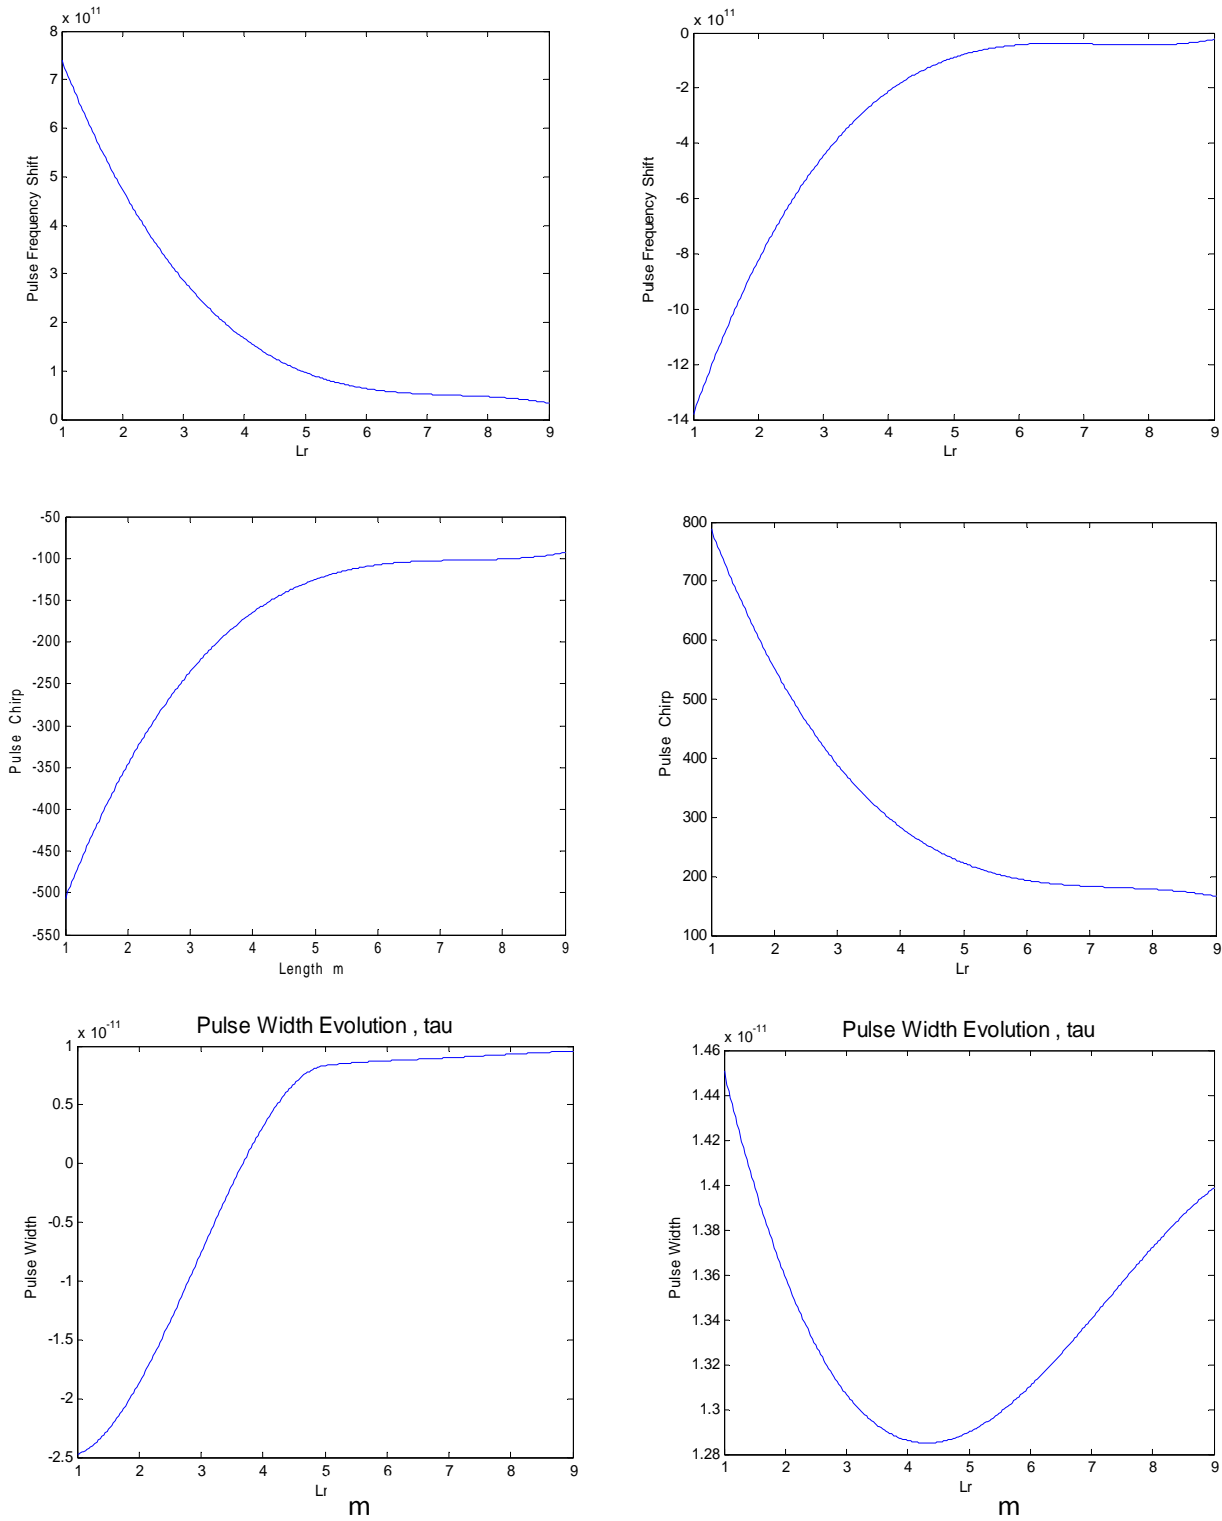 x 10^11
8
7
6
5
4
3
2
1
0
Pulse Frequency Shift
1 2 3 4 5 6 7 8 9
Lr
x 10^11
0
-2
-4
-6
-8
-10
-12
-14
Pulse Frequency Shift
1 2 3 4 5 6 7 8 9
Lr
-50
-100
-150
-200
-250
-300
-350
-400
-450
-500
-550
Pulse Chirp
1 2 3 4 5 6 7 8 9
Length m
800
700
600
500
400
300
200
100
Pulse Chirp
1 2 3 4 5 6 7 8 9
Lr
Pulse Width Evolution , tau
x 10^-11
1
0.5
0
-0.5
-1
-1.5
-2
-2.5
Pulse Width
1 2 3 4 5 6 7 8 9
Lr
m
Pulse Width Evolution , tau
x 10^-11
1.46
1.44
1.42
1.4
1.38
1.36
1.34
1.32
1.3
1.28
Pulse Width
1 2 3 4 5 6 7 8 9
Lr
m